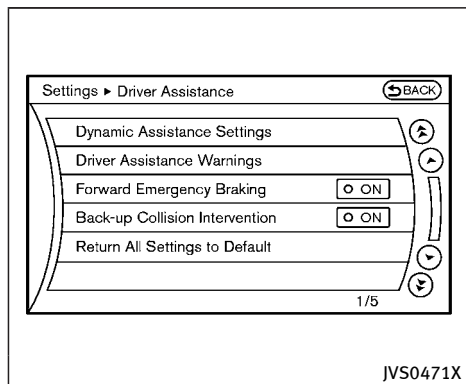 Settings ▸ Driver Assistance BACK
Dynamic Assistance Settings
Driver Assistance Warnings
Forward Emergency Braking ON
Back-up Collision Intervention ON
Return All Settings to Default
1/5
JVS0471X